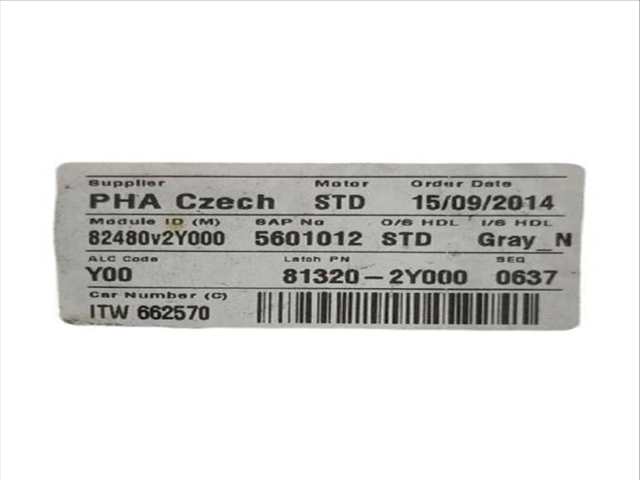 Supplier Motor Order Date
PHA Czech STD 15/09/2014
Module ID (M) SAP No O/S HDL I/S HDL
82480v2Y000 5601012 STD Gray_N
ALC Code Latch PN SEQ
Y00 81320-2Y000 0637
Car Number (C)
ITW 662570